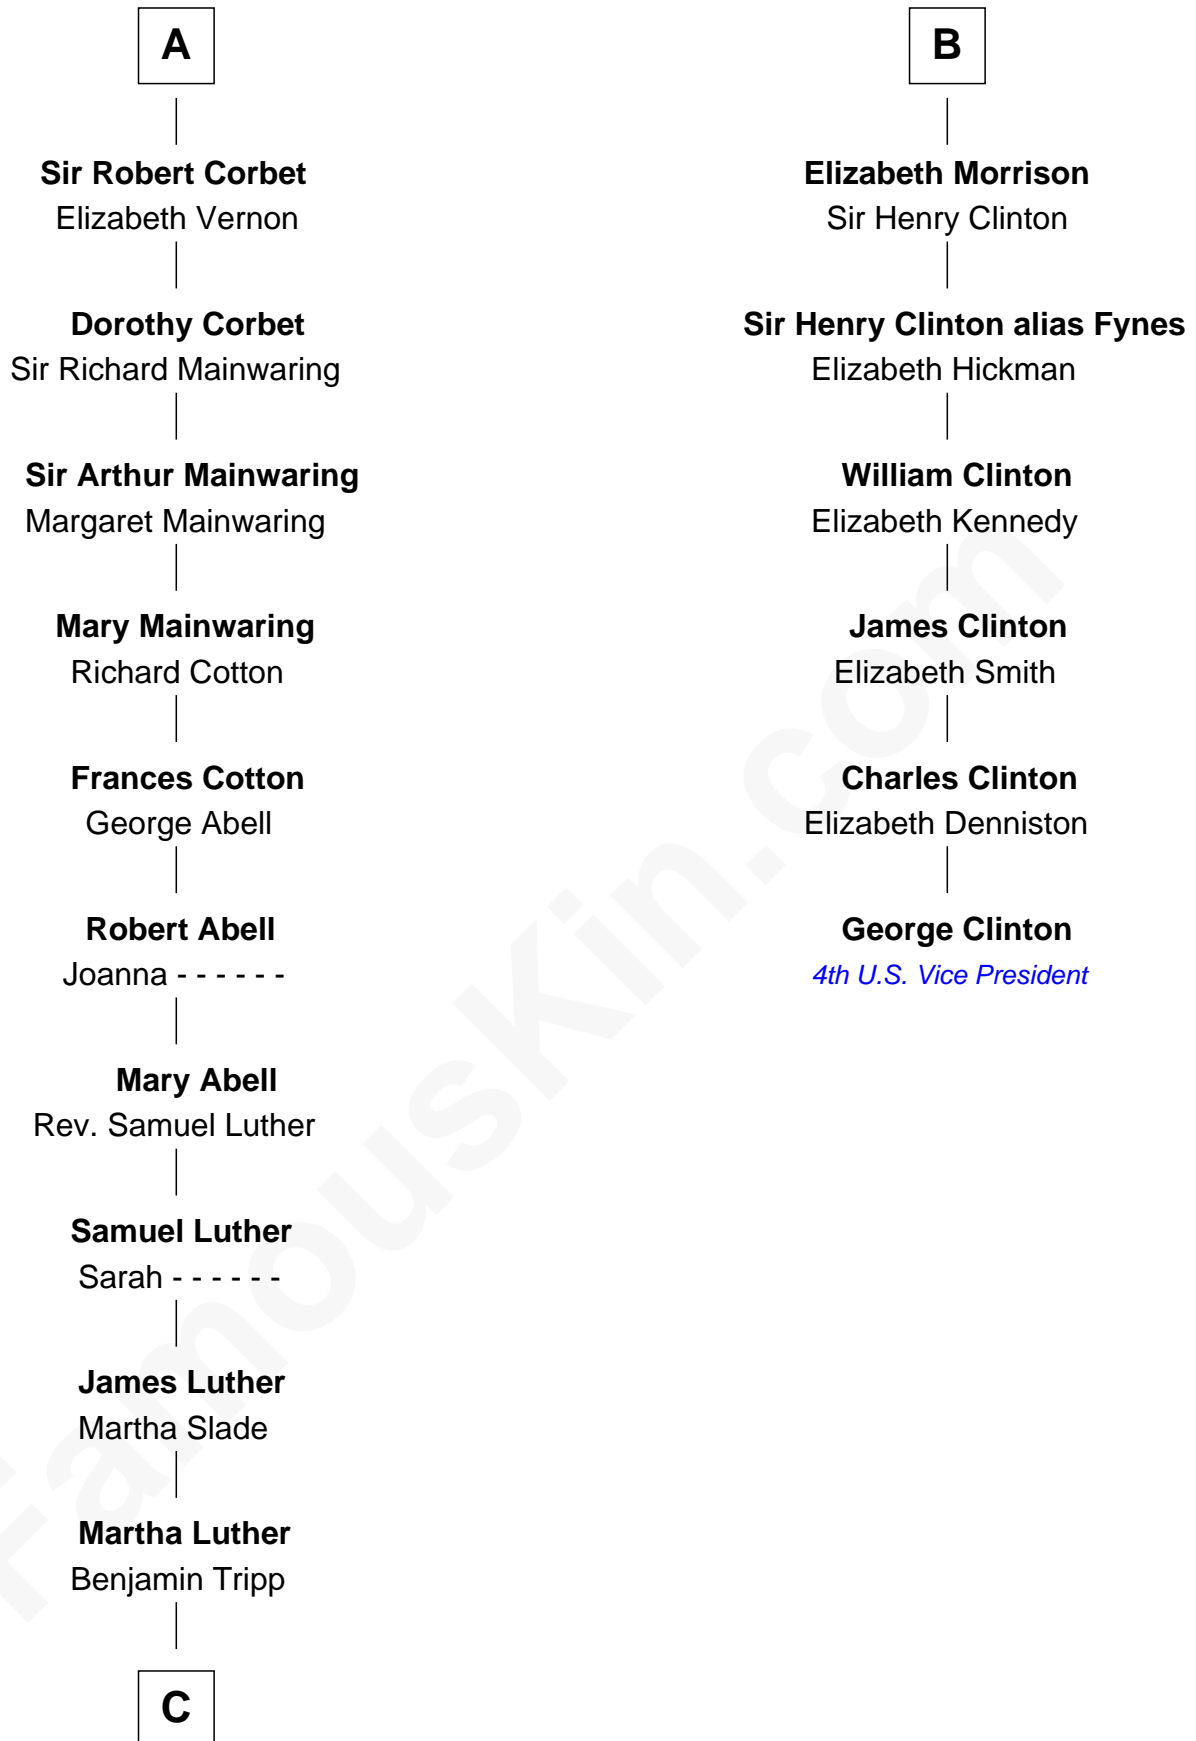 A
Sir Robert Corbet
Elizabeth Vernon
Dorothy Corbet
Sir Richard Mainwaring
Sir Arthur Mainwaring
Margaret Mainwaring
Mary Mainwaring
Richard Cotton
Frances Cotton
George Abell
Robert Abell
Joanna - - - - - -
Mary Abell
Rev. Samuel Luther
Samuel Luther
Sarah - - - - - -
James Luther
Martha Slade
Martha Luther
Benjamin Tripp
C
B
Elizabeth Morrison
Sir Henry Clinton
Sir Henry Clinton alias Fynes
Elizabeth Hickman
William Clinton
Elizabeth Kennedy
James Clinton
Elizabeth Smith
Charles Clinton
Elizabeth Denniston
George Clinton
4th U.S. Vice President
FamousKin.com